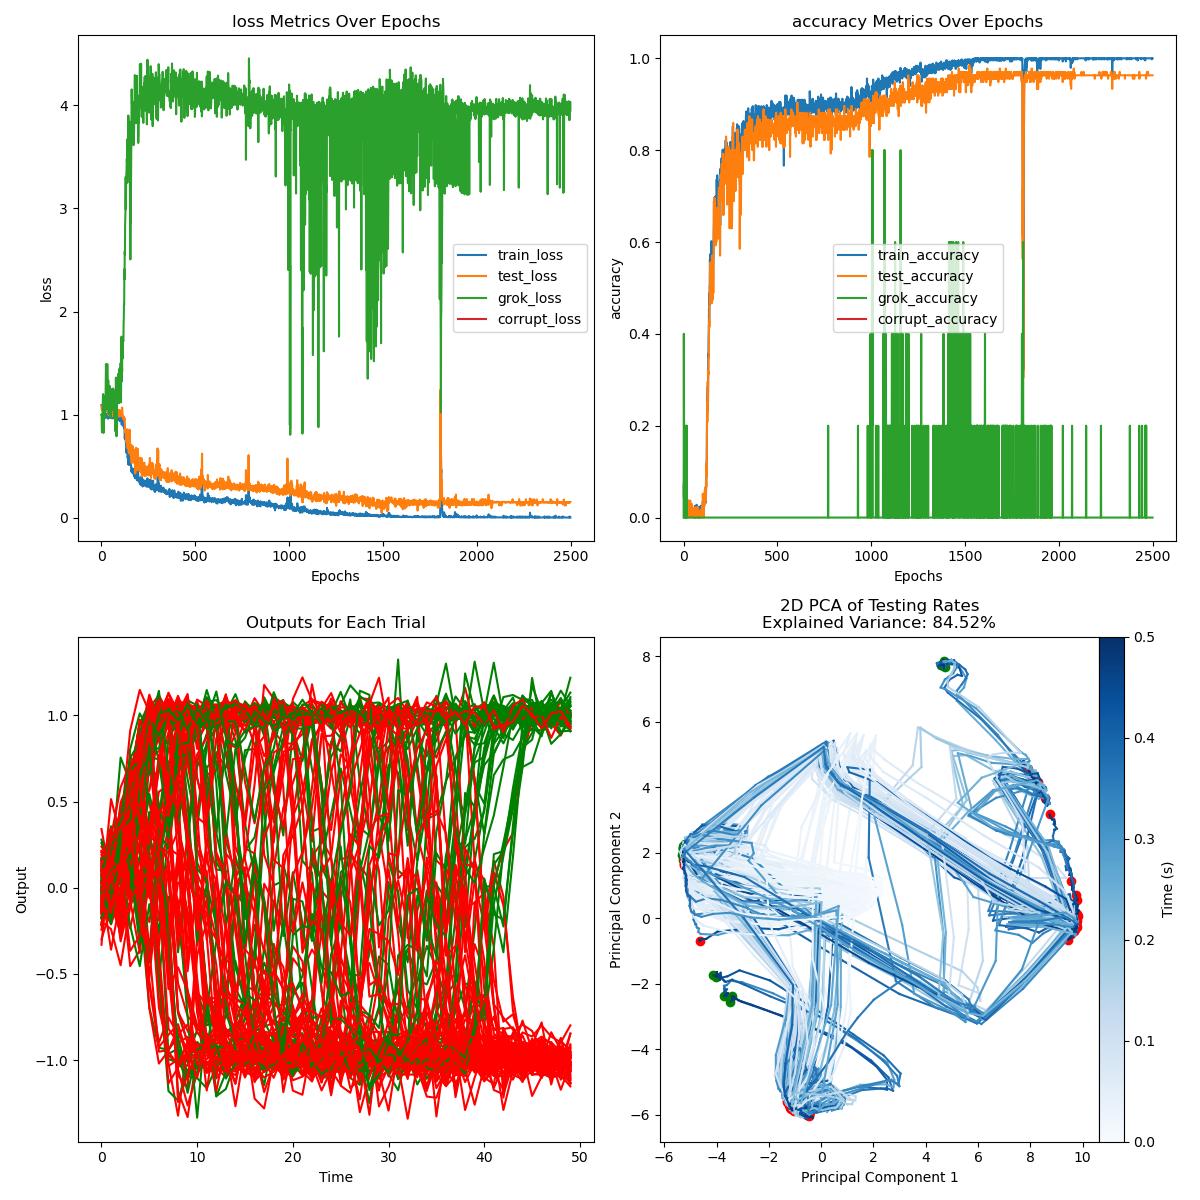 loss Metrics Over Epochs
4
3
2
1
0
loss
train_loss
test_loss
grok_loss
corrupt_loss
0 500 1000 1500 2000 2500
Epochs
accuracy Metrics Over Epochs
1.0
0.8
0.6
0.4
0.2
0.0
accuracy
train_accuracy
test_accuracy
grok_accuracy
corrupt_accuracy
0 500 1000 1500 2000 2500
Epochs
Outputs for Each Trial
1.0
0.5
0.0
−0.5
−1.0
Output
0 10 20 30 40 50
Time
2D PCA of Testing Rates
Explained Variance: 84.52%
8
6
4
2
0
−2
−4
−6
Principal Component 2
−6 −4 −2 0 2 4 6 8 10
Principal Component 1
0.5
0.4
0.3
0.2
0.1
0.0
Time (s)